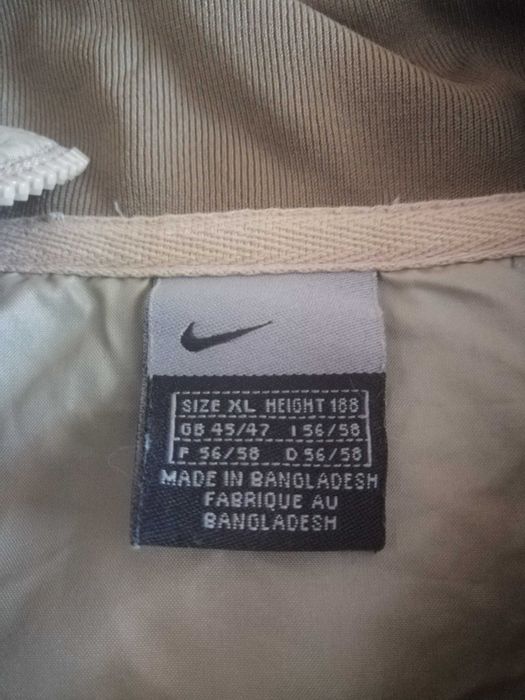 SIZE XL HEIGHT 188
GB 45/47 I 56/58
F 56/58 D 56/58
MADE IN BANGLADESH
FABRIQUE AU
BANGLADESH